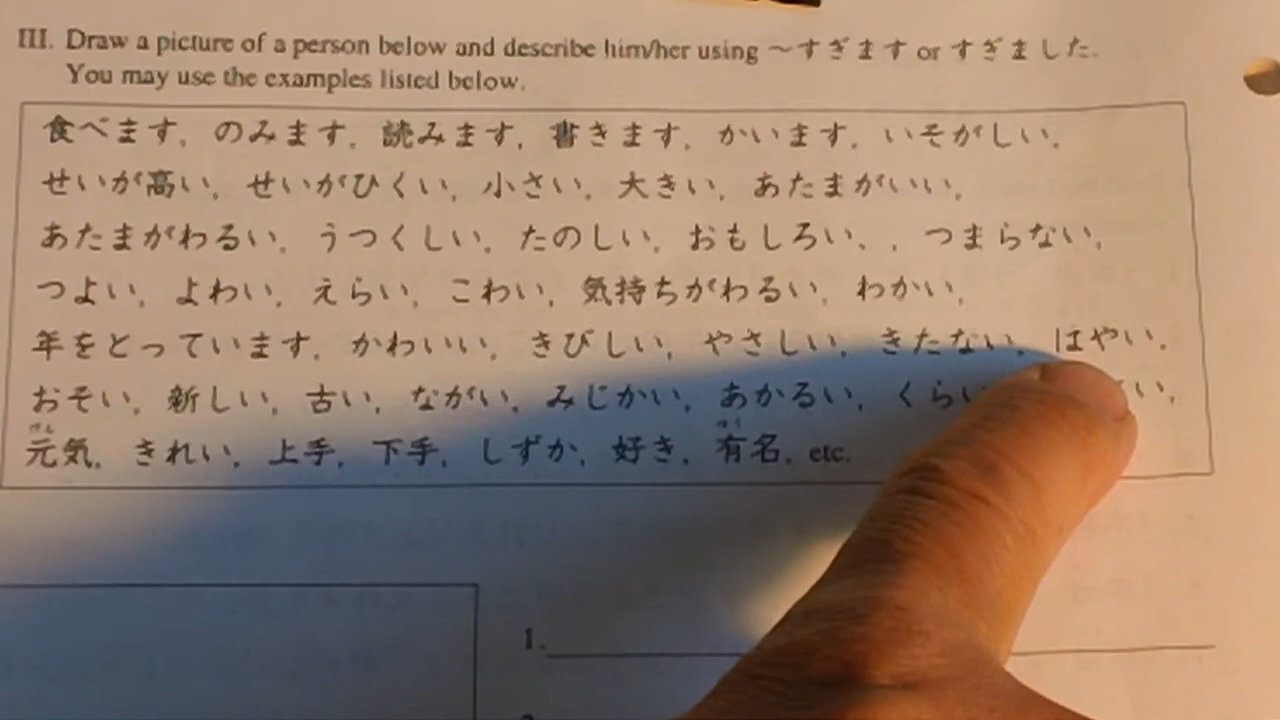 III. Draw a picture of a person below and describe him/her using ～すぎます or すぎました.
You may use the examples listed below.
食べます, のみます, 読みます, 書きます, かいます, いそがしい,
せいが高い, せいがひくい, 小さい, 大きい, あたまがいい,
あたまがわるい, うつくしい, たのしい, おもしろい, , つまらない,
つよい, よわい, えらい, こわい, 気持ちがわるい, わかい,
年をとっています, かわいい, きびしい, やさしい, きたない, はやい,
おそい, 新しい, 古い, ながい, みじかい, あかるい,
げん ゆう
元気, きれい, 上手, 下手, しずか, 好き, 有名, etc.
1.